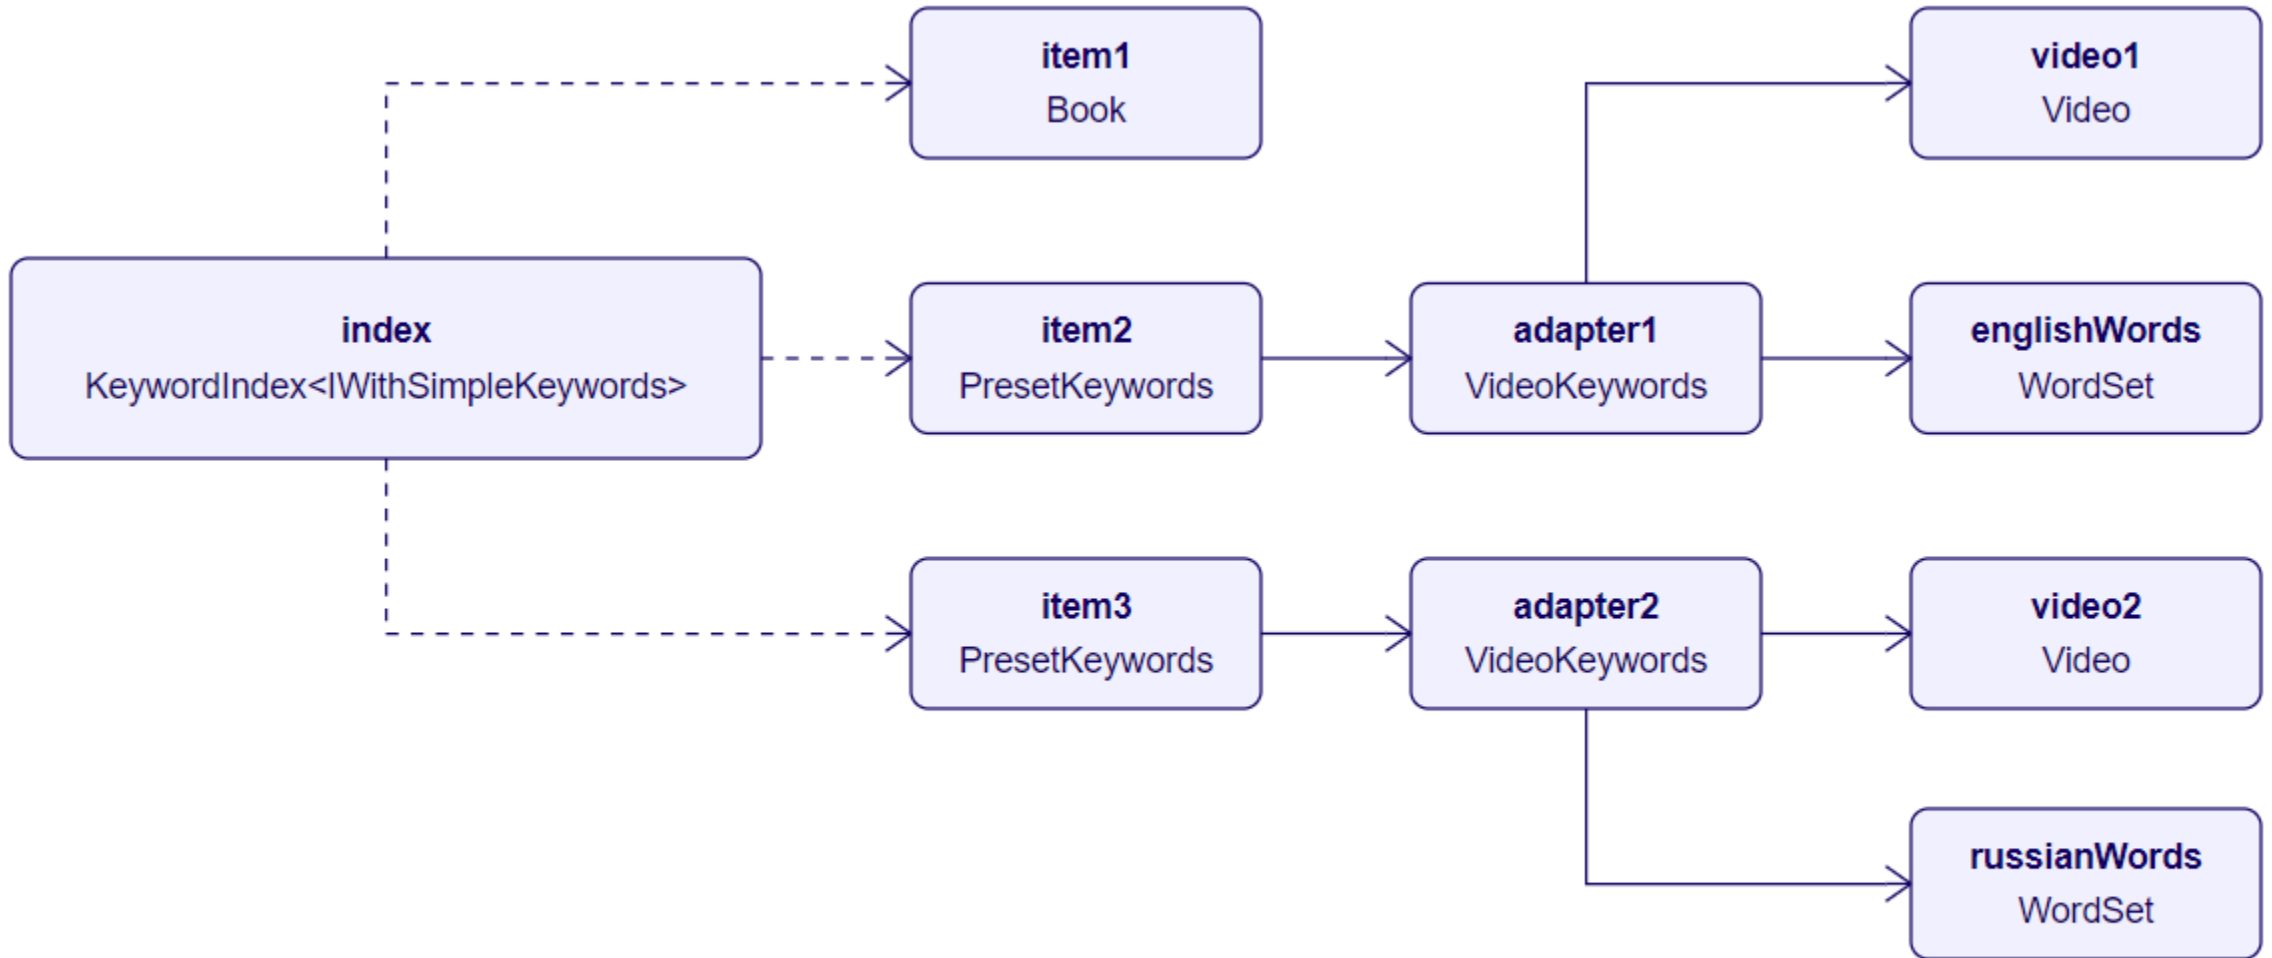 item1
Book
video1
Video
index
KeywordIndex<IWithSimpleKeywords>
item2
PresetKeywords
adapter1
VideoKeywords
englishWords
WordSet
item3
PresetKeywords
adapter2
VideoKeywords
video2
Video
russianWords
WordSet